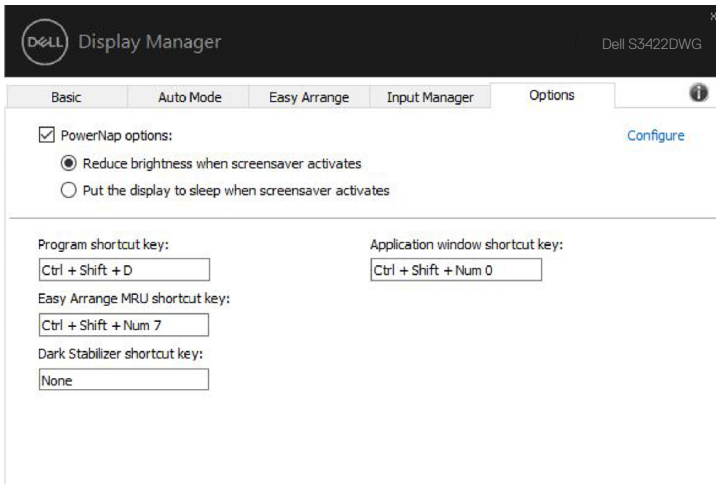 DELL Display Manager
Dell S3422DWG
Basic Auto Mode Easy Arrange Input Manager Options
PowerNap options: Configure
Reduce brightness when screensaver activates
Put the display to sleep when screensaver activates
Program shortcut key: Application window shortcut key:
Ctrl + Shift + D Ctrl + Shift + Num 0
Easy Arrange MRU shortcut key:
Ctrl + Shift + Num 7
Dark Stabilizer shortcut key:
None